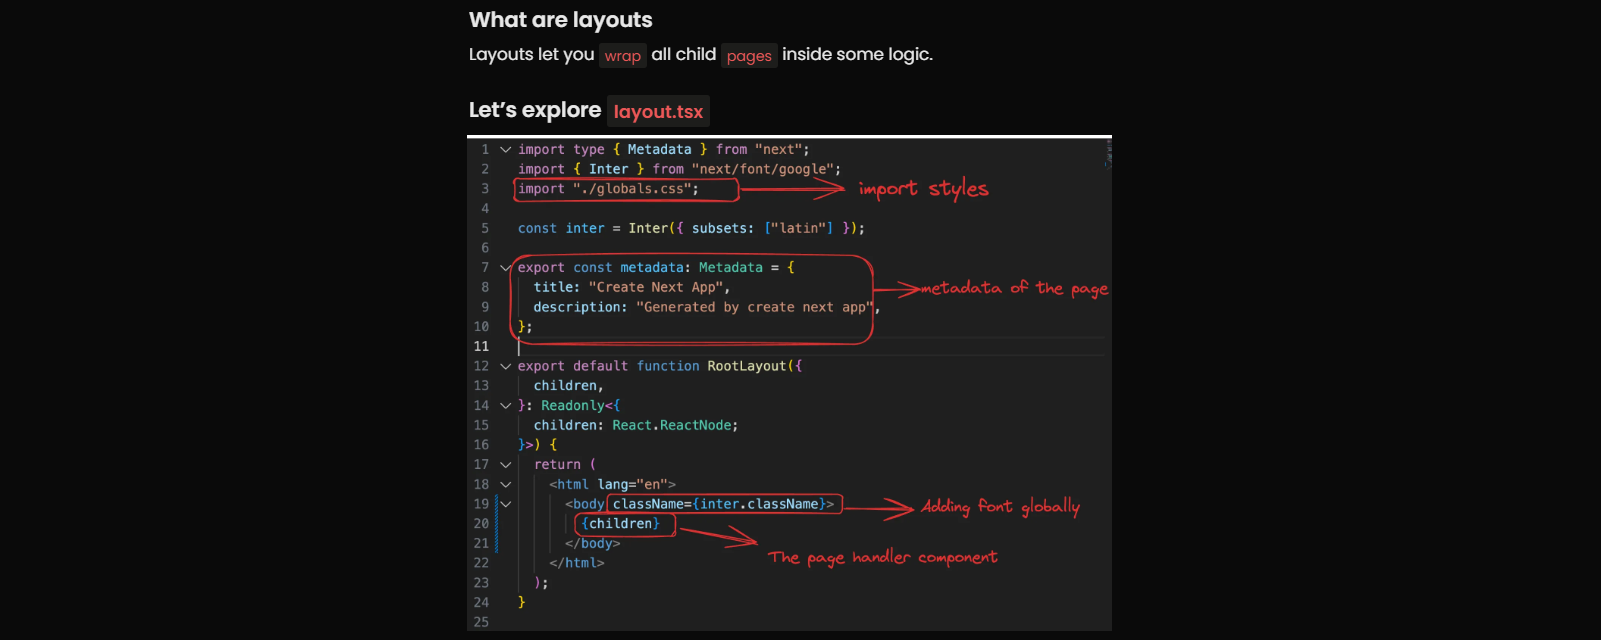 What are layouts
Layouts let you wrap all child pages inside some logic.
Let's explore layout.tsx
1 import type { Metadata } from "next";
2 import { Inter } from "next/font/google";
3 import "./globals.css"; import styles
4
5 const inter = Inter({ subsets: ["latin"] });
6
7 export const metadata: Metadata = {
8 title: "Create Next App", metadata of the page
9 description: "Generated by create next app",
10 };
11
12 export default function RootLayout({
13 children,
14 }: Readonly<{
15 children: React.ReactNode;
16 }>) {
17 return (
18 <html lang="en">
19 <body className={inter.className}> Adding font globally
20 {children}
21 </body> The page handler component
22 </html>
23 );
24 }
25